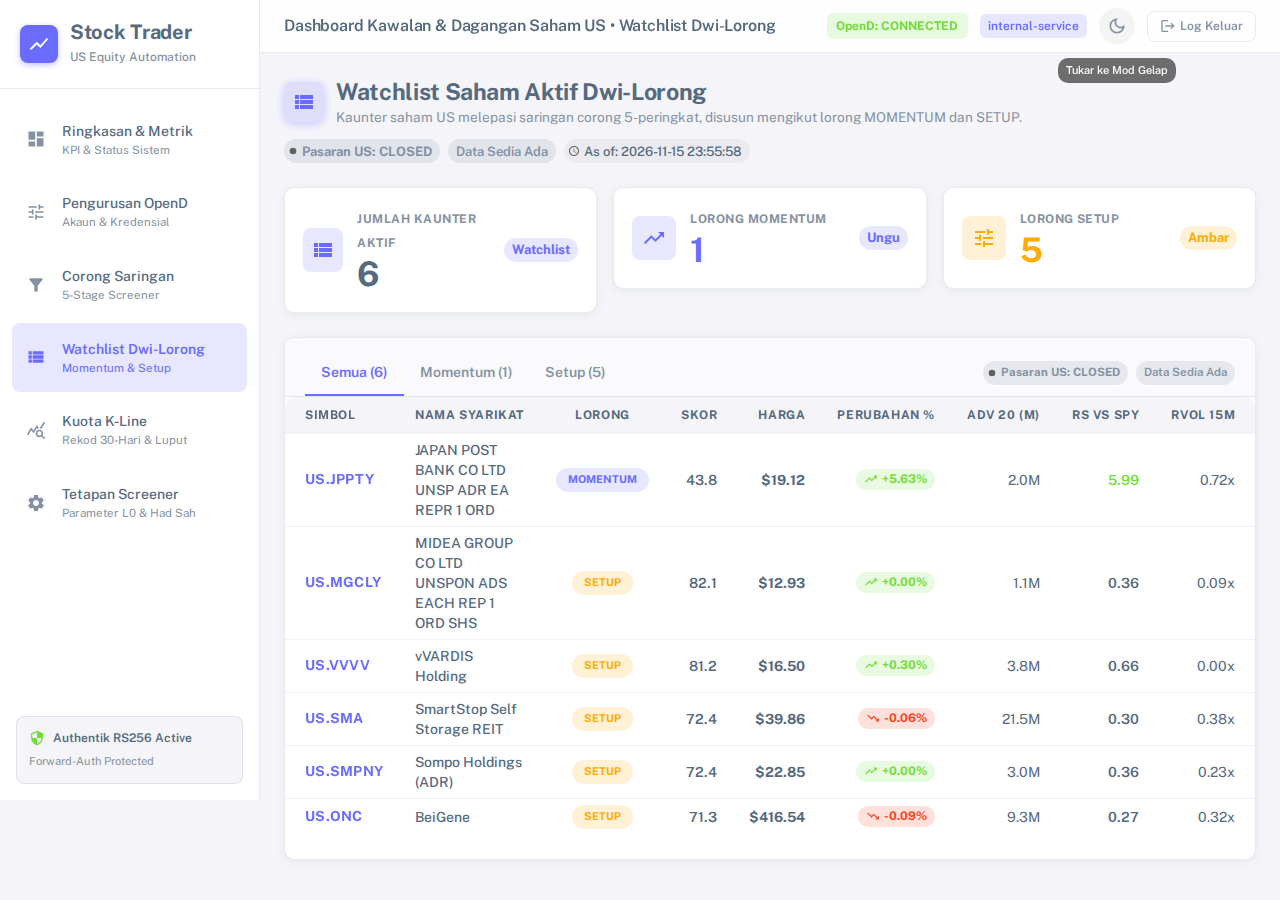 Stock Trader
US Equity Automation
Ringkasan & Metrik
KPI & Status Sistem
Pengurusan OpenD
Akaun & Kredensial
Corong Saringan
5-Stage Screener
Watchlist Dwi-Lorong
Momentum & Setup
Kuota K-Line
Rekod 30-Hari & Luput
Tetapan Screener
Parameter L0 & Had Sah
Authentik RS256 Active
Forward-Auth Protected
Dashboard Kawalan & Dagangan Saham US • Watchlist Dwi-Lorong
OpenD: CONNECTED
internal-service
Log Keluar
Tukar ke Mod Gelap
Watchlist Saham Aktif Dwi-Lorong
Kaunter saham US melepasi saringan corong 5-peringkat, disusun mengikut lorong MOMENTUM dan SETUP.
Pasaran US: CLOSED
Data Sedia Ada
As of: 2026-11-15 23:55:58
JUMLAH KAUNTER
AKTIF
6
Watchlist
LORONG MOMENTUM
1
Ungu
LORONG SETUP
5
Ambar
Semua (6)
Momentum (1)
Setup (5)
Pasaran US: CLOSED
Data Sedia Ada
SIMBOL NAMA SYARIKAT LORONG SKOR HARGA PERUBAHAN % ADV 20 (M) RS VS SPY RVOL 15M
US.JPPTY
JAPAN POST
BANK CO LTD
UNSP ADR EA
REPR 1 ORD
MOMENTUM 43.8 $19.12 +5.63% 2.0M 5.99 0.72x
US.MGCLY
MIDEA GROUP
CO LTD
UNSPON ADS
EACH REP 1
ORD SHS
SETUP 82.1 $12.93 +0.00% 1.1M 0.36 0.09x
US.VVVV
vVARDIS
Holding
SETUP 81.2 $16.50 +0.30% 3.8M 0.66 0.00x
US.SMA
SmartStop Self
Storage REIT
SETUP 72.4 $39.86 -0.06% 21.5M 0.30 0.38x
US.SMPNY
Sompo Holdings
(ADR)
SETUP 72.4 $22.85 +0.00% 3.0M 0.36 0.23x
US.ONC BeiGene SETUP 71.3 $416.54 -0.09% 9.3M 0.27 0.32x